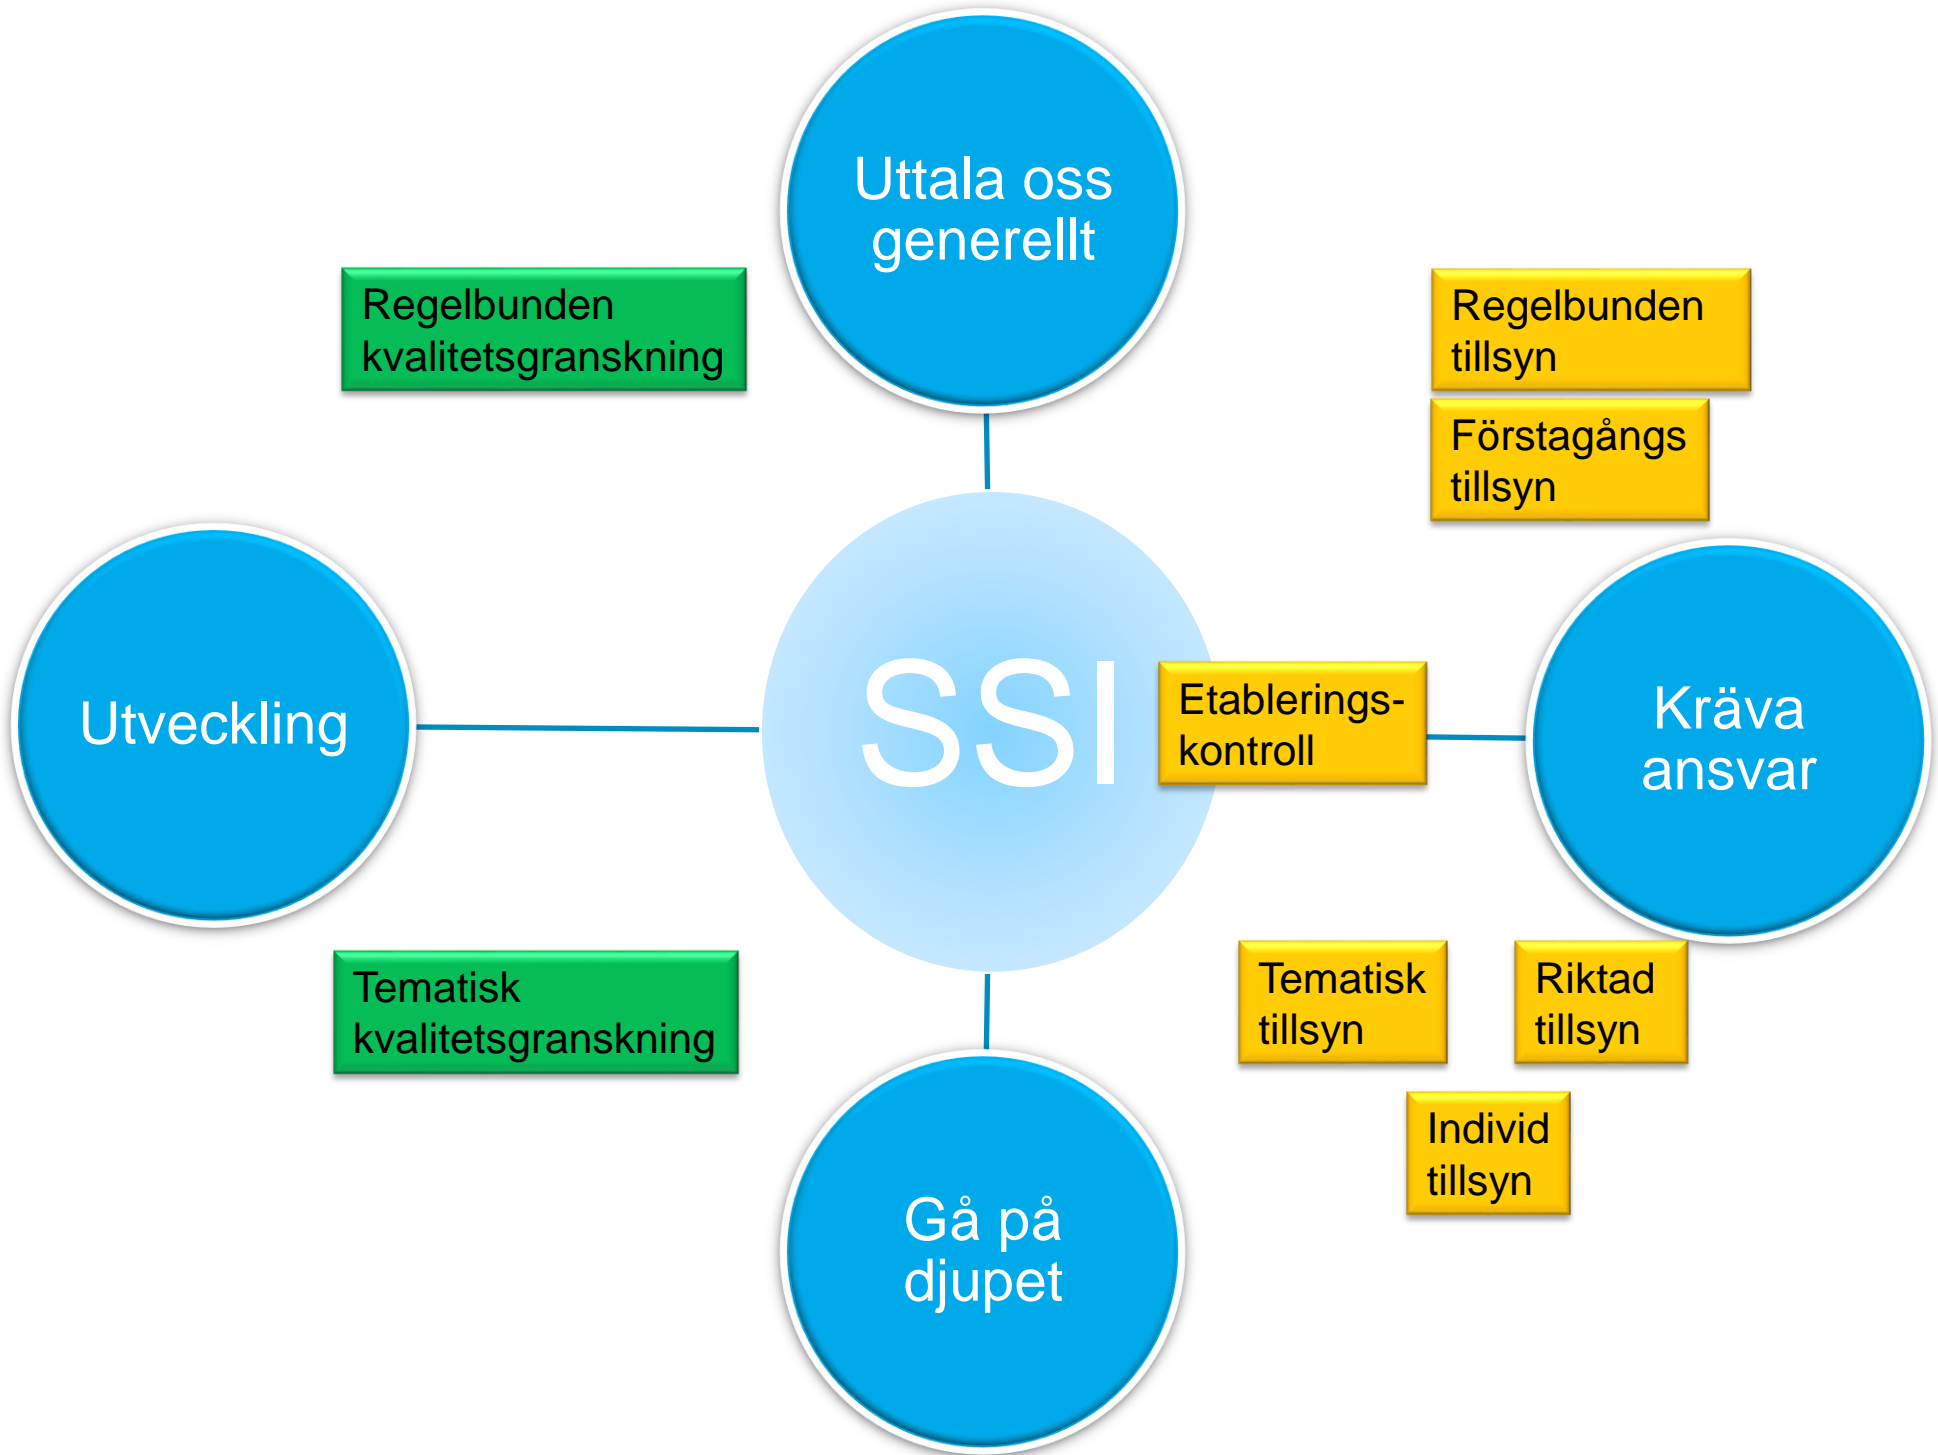 Uttala oss
generellt
Regelbunden
kvalitetsgranskning
Regelbunden
tillsyn
Förstagångs
tillsyn
Utveckling
SSI
Etablerings-
kontroll
Kräva
ansvar
Tematisk
kvalitetsgranskning
Tematisk
tillsyn
Riktad
tillsyn
Individ
tillsyn
Gå på
djupet